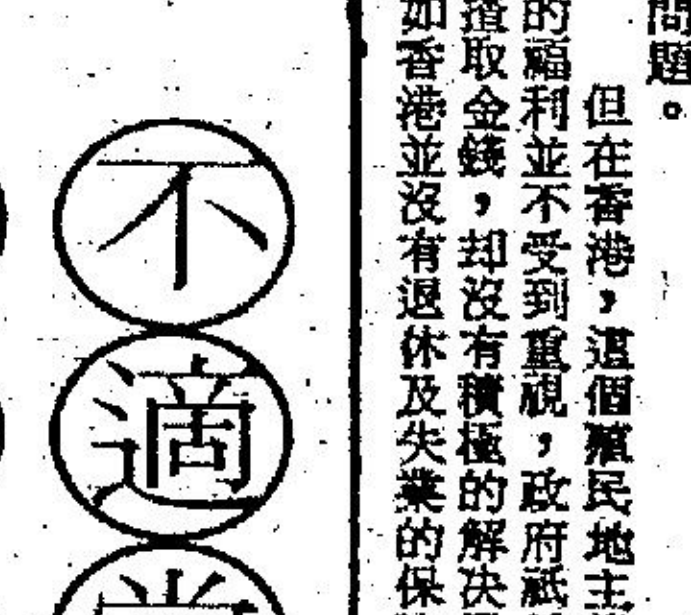 問題。
但在香港，這個殖民地主
的福利並不受到重視，政府祇
揸取金錢，却沒有積極的解决
如香港並沒有退休及失業的保
不適